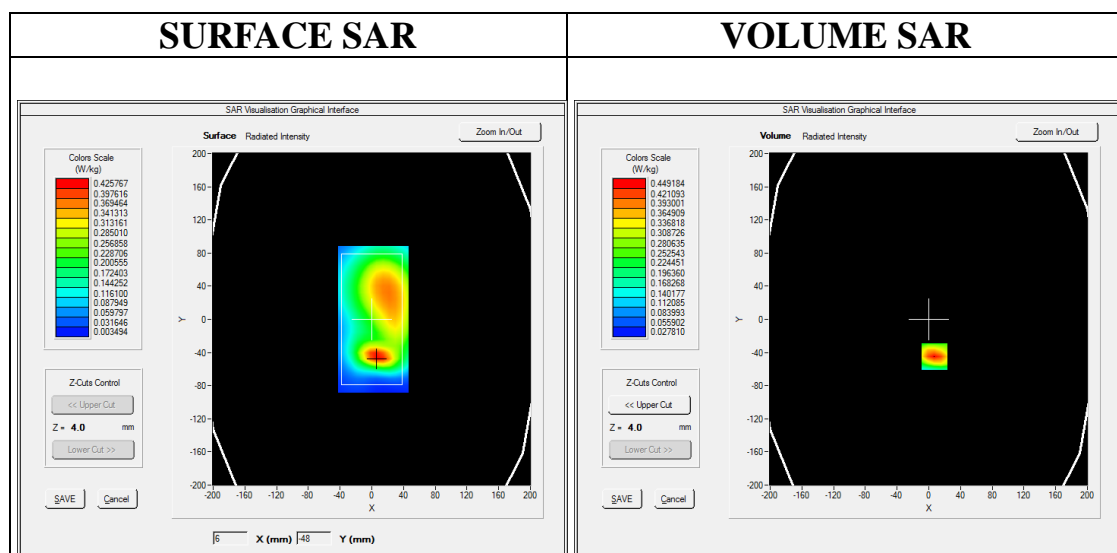 SURFACE SAR
VOLUME SAR
SAR Visualisation Graphical Interface
Surface Radiated Intensity
Zoom In/Out
Colors Scale
(W/kg)
0.425767
0.397616
0.369464
0.341313
0.313161
0.285010
0.256858
0.228706
0.200555
0.172403
0.144252
0.116100
0.087949
0.059797
0.031646
0.003494
Z-Cuts Control
<< Upper Cut
Z = 4.0 mm
Lower Cut >>
SAVE Cancel
200
160
120
80
40
0
-40
-80
-120
-160
-200
Y
-200 -160 -120 -80 -40 0 40 80 120 160 200
X
6 X (mm) -48 Y (mm)
SAR Visualisation Graphical Interface
Volume Radiated Intensity
Zoom In/Out
Colors Scale
(W/kg)
0.449184
0.421093
0.393001
0.364909
0.336818
0.308726
0.280635
0.252543
0.224451
0.196360
0.168268
0.140177
0.112085
0.083993
0.055902
0.027810
Z-Cuts Control
<< Upper Cut
Z = 4.0 mm
Lower Cut >>
SAVE Cancel
200
160
120
80
40
0
-40
-80
-120
-160
-200
Y
-200 -160 -120 -80 -40 0 40 80 120 160 200
X